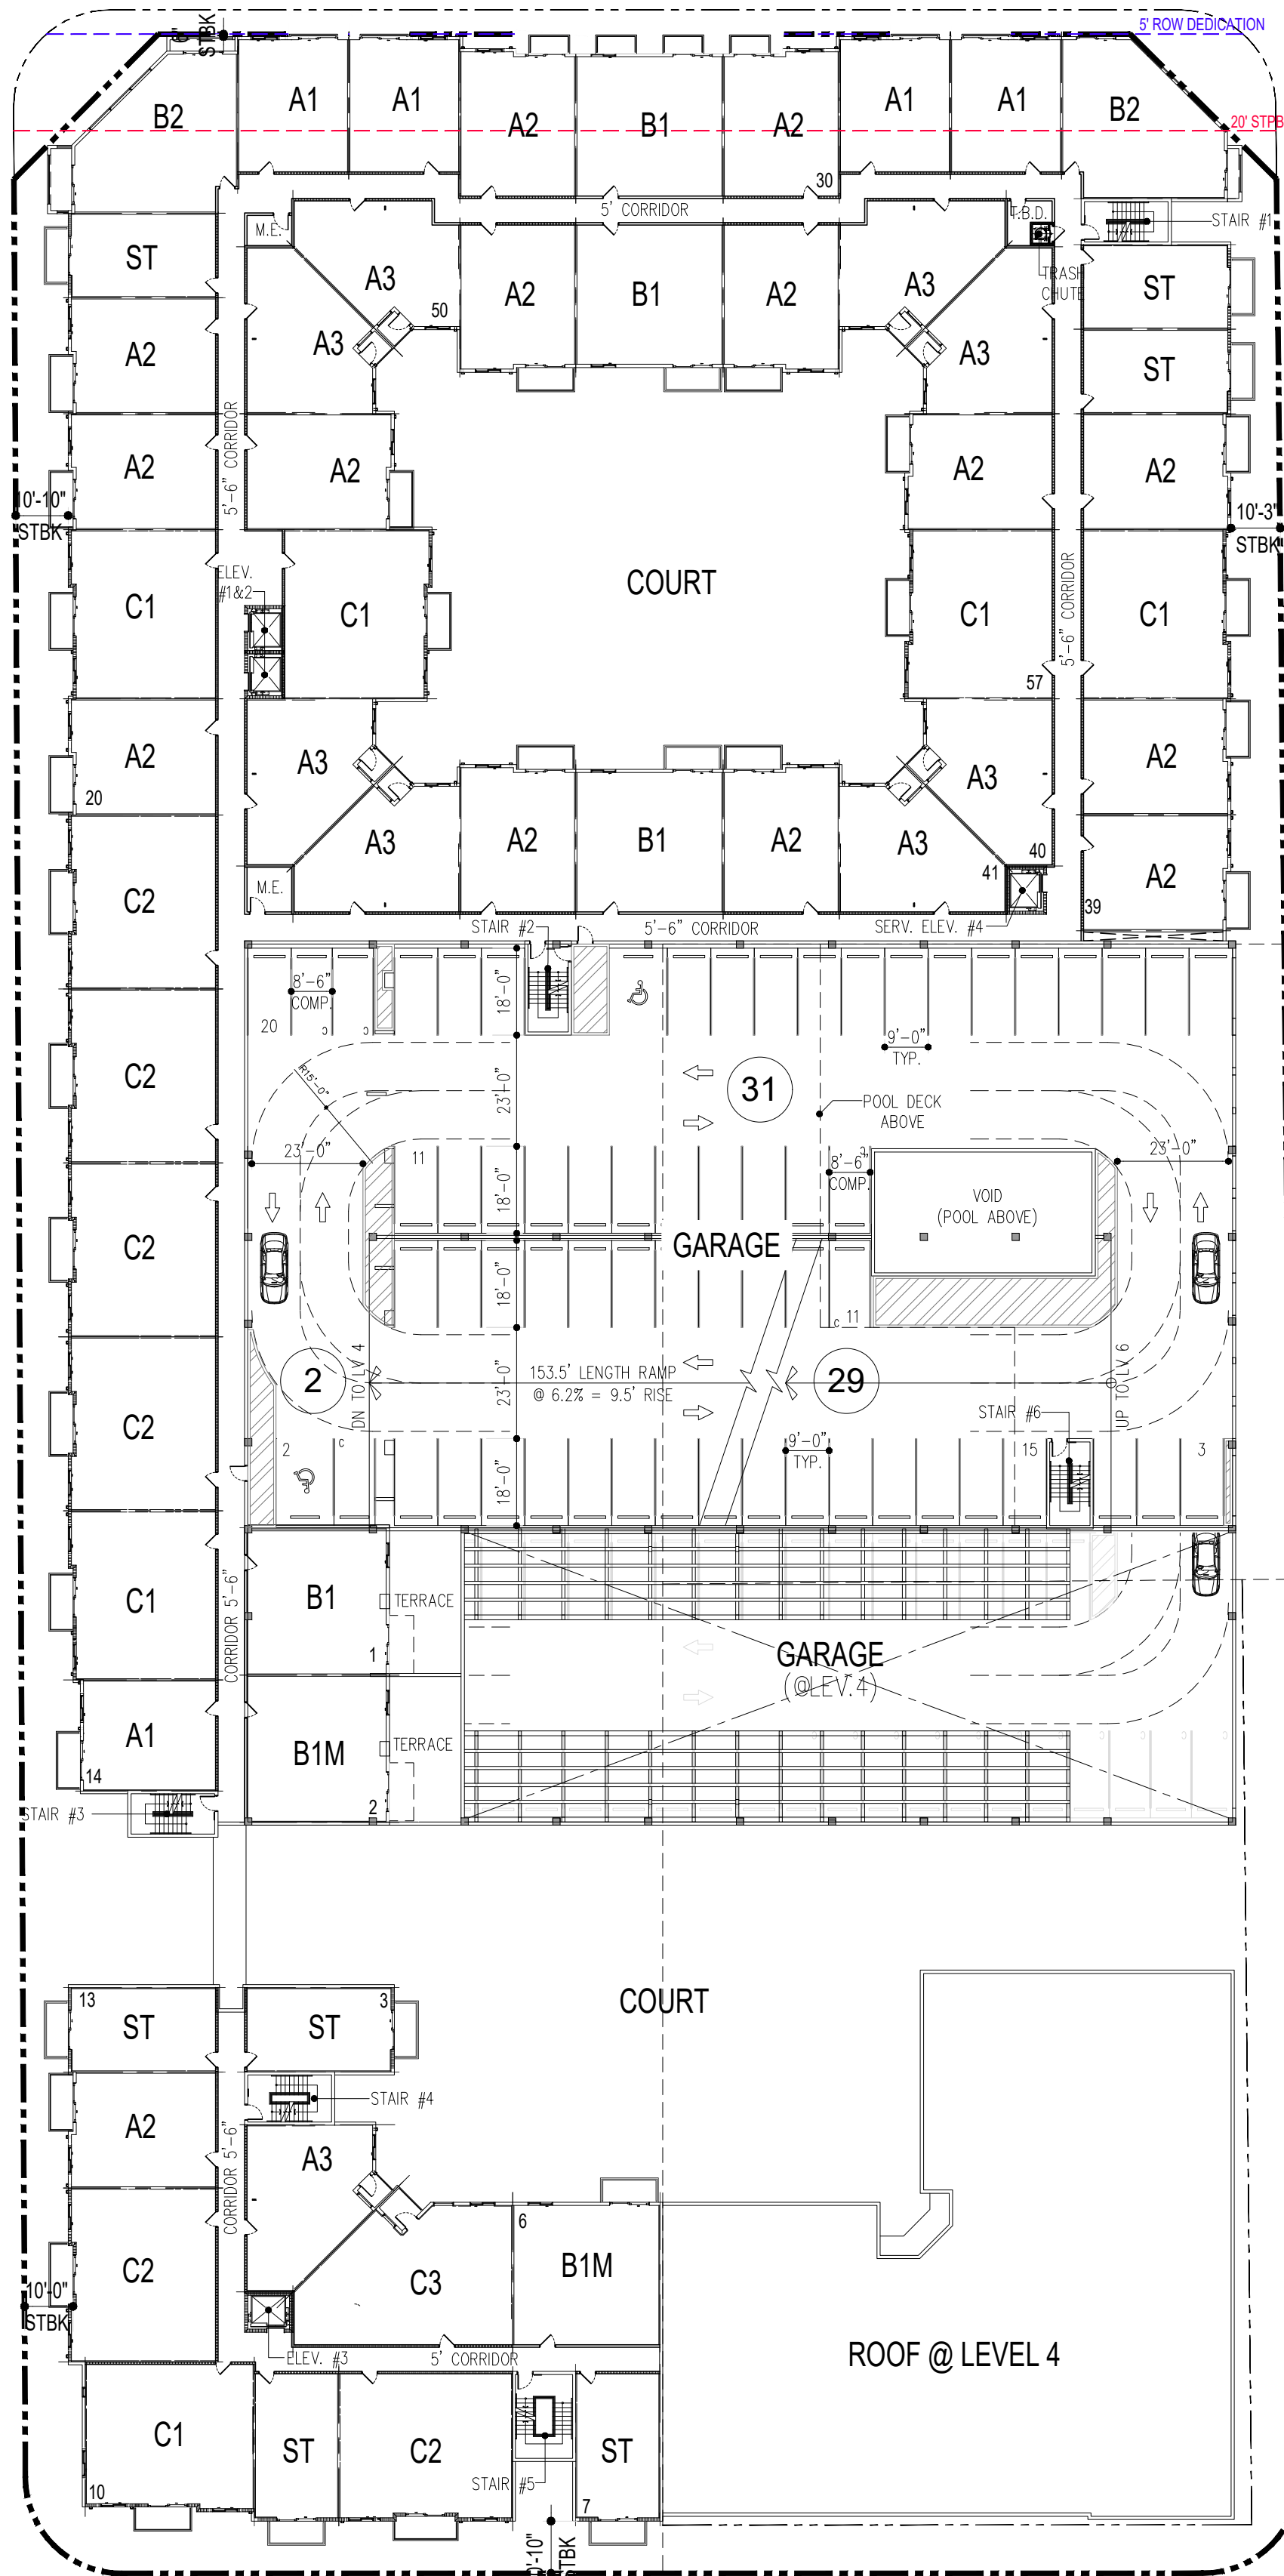 5' ROW DEDICATION
STBK
B2
A1
A1
A2
B1
A2
A1
A1
B2
20' STPB
30
5' CORRIDOR
M.E.
T.B.D.
STAIR #1
TRASH
CHUTE
ST
A3
50
A3
A2
B1
A2
A3
A3
ST
A2
ST
A2
5'-6" CORRIDOR
A2
A2
A2
10'-10"
STBK
10'-3"
STBK
C1
ELEV.
#1&2
C1
COURT
C1
57
5'-6" CORRIDOR
C1
A2
20
A3
A3
A2
C2
A3
A2
B1
A2
A3
41
40
A2
39
M.E.
STAIR #2
5'-6" CORRIDOR
SERV. ELEV. #4
8'-6"
COMP.
20
c
c
18'-0"
9'-0"
TYP.
C2
R15'-0"
23'-0"
31
POOL DECK
ABOVE
23'-0"
11
18'-0"
8'-6"
COMP.
c
23'-0"
VOID
(POOL ABOVE)
C2
GARAGE
18'-0"
c
11
2
DN TO LV 4
23'-0"
153.5' LENGTH RAMP
@ 6.2% = 9.5' RISE
29
UP TO LV 6
C2
STAIR #6
2
c
18'-0"
9'-0"
TYP.
15
3
C1
CORRIDOR 5'-6"
B1
1
TERRACE
GARAGE
(@LEV.4)
A1
14
B1M
2
TERRACE
STAIR #3
13
ST
ST
3
COURT
STAIR #4
A2
CORRIDOR 5'-6"
A3
C2
6
B1M
C3
10'-0"
STBK
ELEV. #3
5' CORRIDOR
ROOF @ LEVEL 4
C1
10
ST
C2
ST
STAIR #5
7
STBK